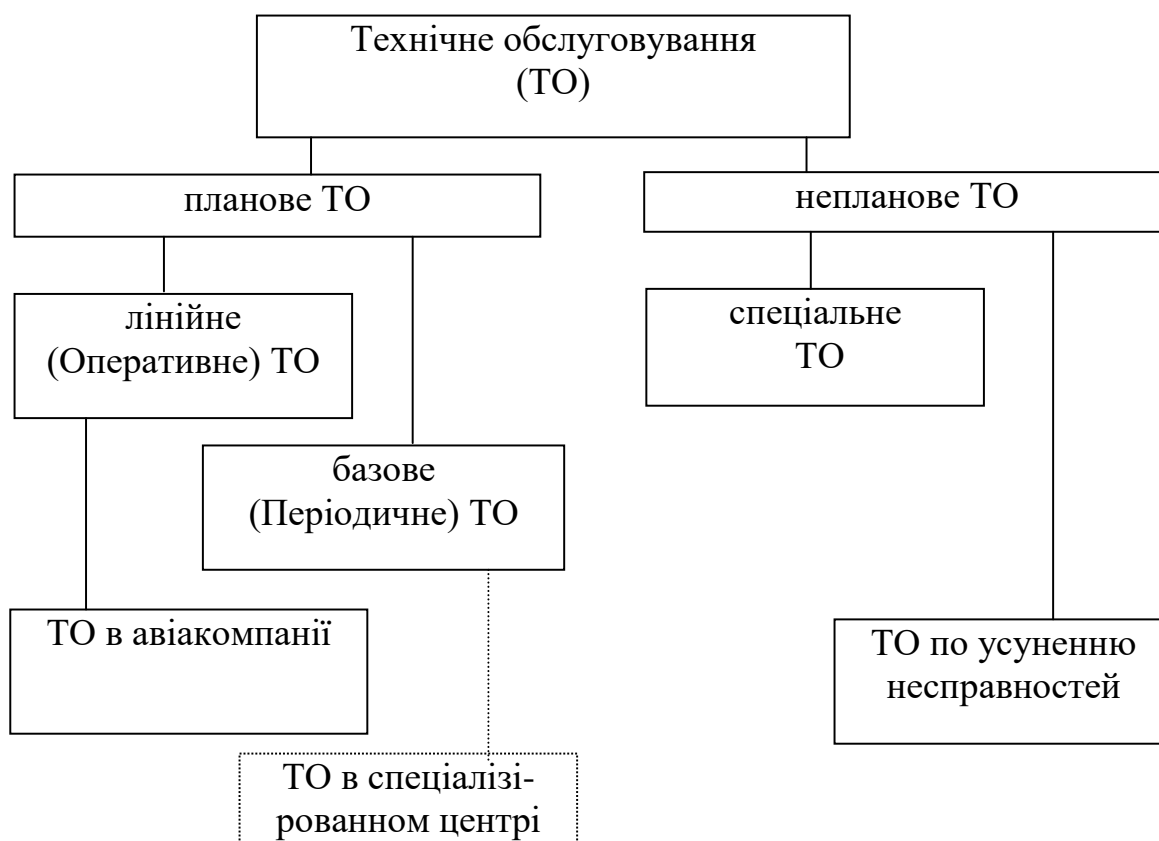 Технічне обслуговування
(ТО)
планове ТО
непланове ТО
лінійне
(Оперативне) ТО
спеціальне
ТО
базове
(Періодичне) ТО
ТО в авіакомпанії
ТО по усуненню
несправностей
ТО в спеціалізі-
рованном центрі